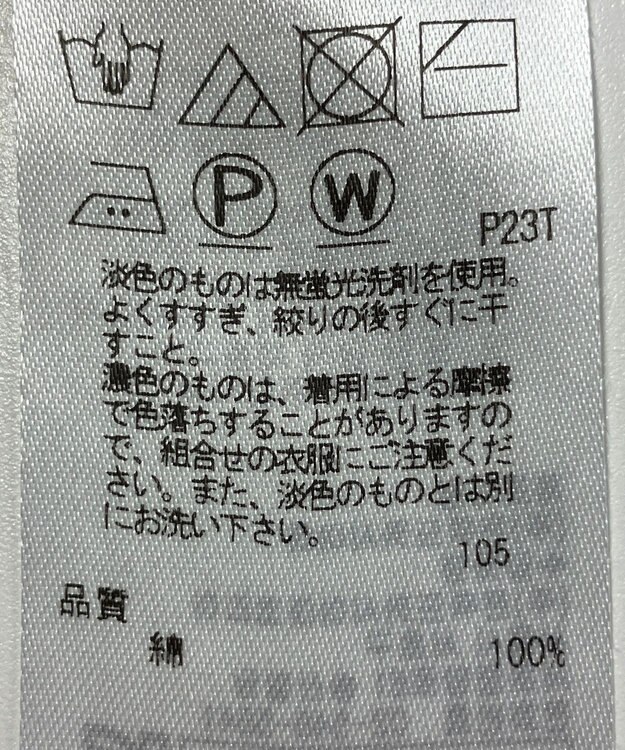 P W
P23T
淡色のものは無蛍光洗剤を使用。
よくすすぎ、絞りの後すぐに干
すこと。
濃色のものは、着用による摩擦
で色落ちすることがありますの
で、組合せの衣服にご注意くだ
さい。また、淡色のものとは別
にお洗い下さい。
105
品質
綿 100%